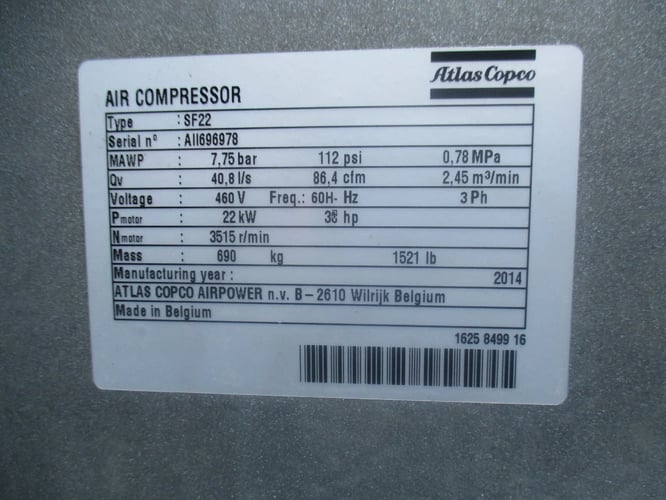 Atlas Copco
AIR COMPRESSOR
Type : SF22
Serial nº : AII696978
MAWP : 7,75 bar 112 psi 0,78 MPa
Qv : 40,8 l/s 86,4 cfm 2,45 m³/min
Voltage : 460 V Freq.: 60H- Hz 3 Ph
Pmotor : 22 kW hp
Nmotor : 3515 r/min
Mass : 690 kg 1521 lb
Manufacturing year : 2014
ATLAS COPCO AIRPOWER n.v. B – 2610 Wilrijk Belgium
Made in Belgium
1625 8499 16